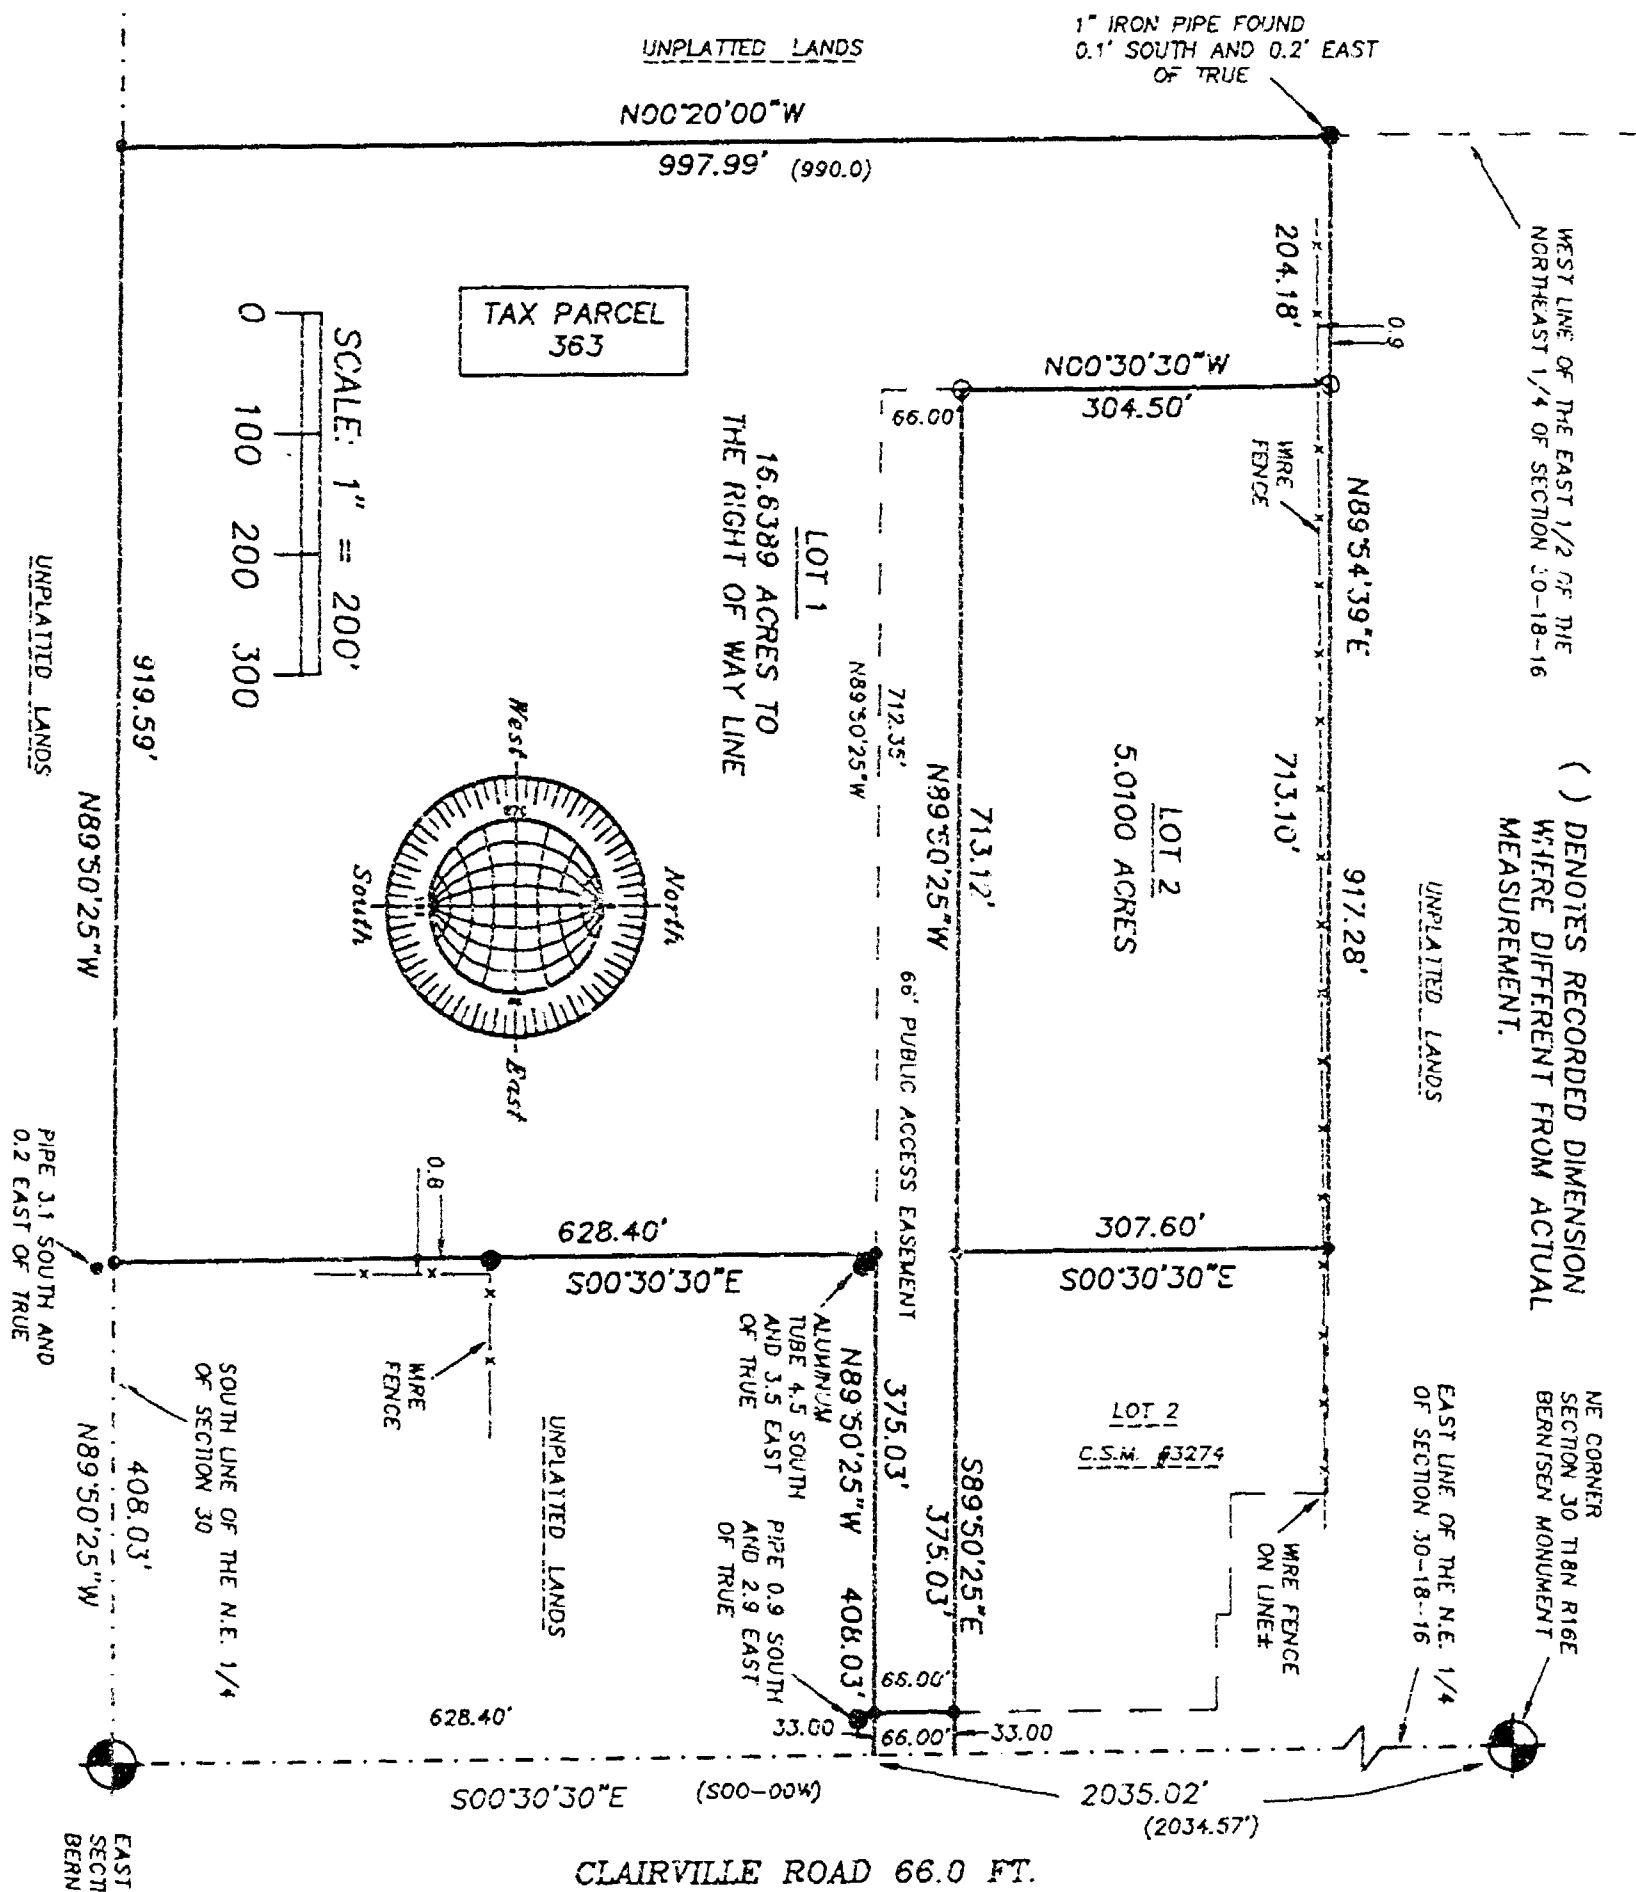 1" IRON PIPE FOUND
0.1' SOUTH AND 0.2' EAST
OF TRUE
UNPLATTED LANDS
N00°20'00"W
997.99' (990.0)
WEST LINE OF THE EAST 1/2 OF THE
NORTHEAST 1/4 OF SECTION 30-18-16
204.18'
0.9
TAX PARCEL
363
N00°30'30"W
304.50'
66.00'
WIRE
FENCE
SCALE: 1" = 200'
0 100 200 300
LOT 1
16.6389 ACRES TO
THE RIGHT OF WAY LINE
N89°54'39"E
917.28'
713.10'
LOT 2
5.0100 ACRES
713.12'
N89°50'25"W
712.35'
N89°50'25"W
( ) DENOTES RECORDED DIMENSION
WHERE DIFFERENT FROM ACTUAL
MEASUREMENT.
UNPLATTED LANDS
UNPLATTED LANDS
919.59'
N89°50'25"W
West
North
South
East
66' PUBLIC ACCESS EASEMENT
0.8
628.40'
S00°30'30"E
307.60'
S00°30'30"E
PIPE 3.1 SOUTH AND
0.2 EAST OF TRUE
ALUMINUM
TUBE 4.5 SOUTH
AND 3.5 EAST
OF TRUE
WIRE
FENCE
SOUTH LINE OF THE N.E. 1/4
OF SECTION 30
408.03'
N89°50'25"W
UNPLATTED LANDS
375.03'
N89°50'25"W 408.03'
S89°50'25"E
375.03'
LOT 2
C.S.M. #3274
WIRE FENCE
ON LINE±
EAST LINE OF THE N.E. 1/4
OF SECTION 30-18-16
NE CORNER
SECTION 30 T18N R16E
BERNTSEN MONUMENT
PIPE 0.9 SOUTH
AND 2.9 EAST
OF TRUE
66.00'
33.00
66.00'
33.00
628.40'
S00°30'30"E (S00-00W)
2035.02'
(2034.57')
EAST
SECTI
BERN
CLAIRVILLE ROAD 66.0 FT.